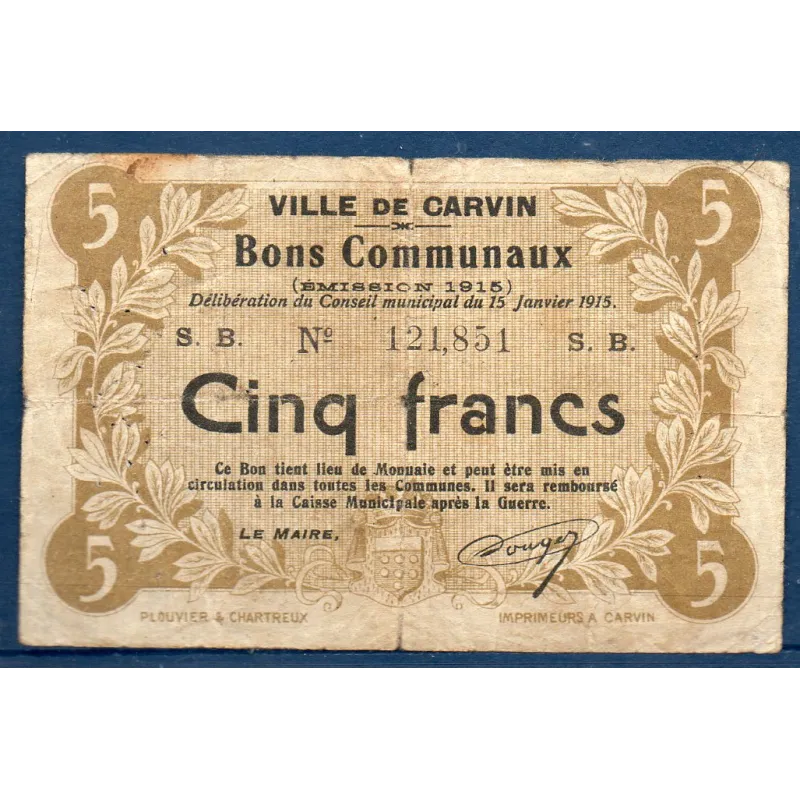 5 5
VILLE DE CARVIN
Bons Communaux
(ÉMISSION 1915)
Délibération du Conseil municipal du 15 Janvier 1915.
S. B. Nº 121,851 S. B.
Cinq francs
Ce Bon tient lieu de Monuaie et peut être mis en
circulation dans toutes les Communes. Il sera remboursé
à la Caisse Municipale après la Guerre.
LE MAIRE,
5 5
PLOUVIER & CHARTREUX IMPRIMEURS A CARVIN